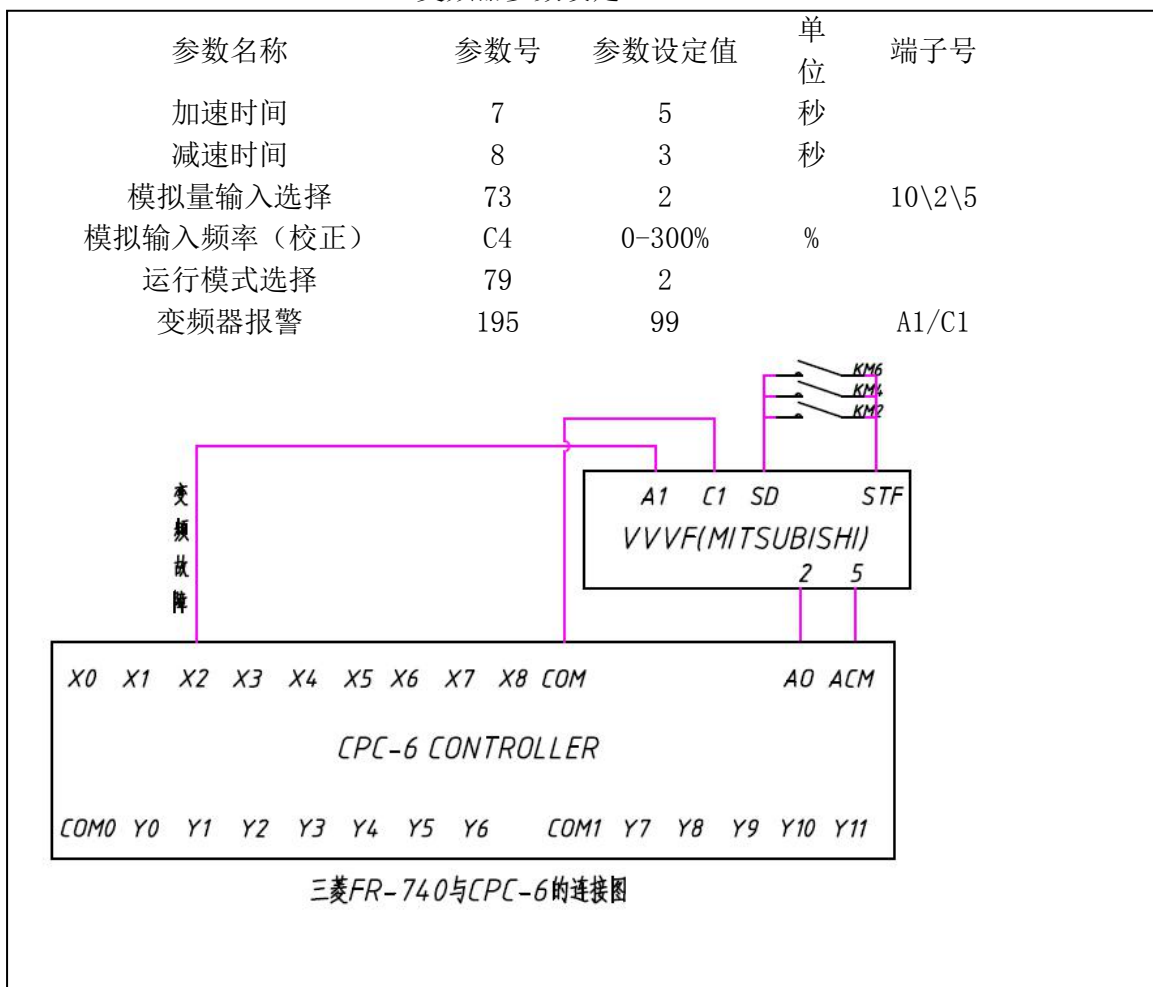 参数名称 参数号 参数设定值 单位 端子号
加速时间 7 5 秒
减速时间 8 3 秒
模拟量输入选择 73 2 10\2\5
模拟输入频率（校正） C4 0-300% %
运行模式选择 79 2
变频器报警 195 99 A1/C1
KM6
KM4
KM2
变频故障
A1 C1 SD STF
VVVF(MITSUBISHI)
2 5
X0 X1 X2 X3 X4 X5 X6 X7 X8 COM AO ACM
CPC-6 CONTROLLER
COM0 Y0 Y1 Y2 Y3 Y4 Y5 Y6 COM1 Y7 Y8 Y9 Y10 Y11
三菱FR-740与CPC-6的连接图